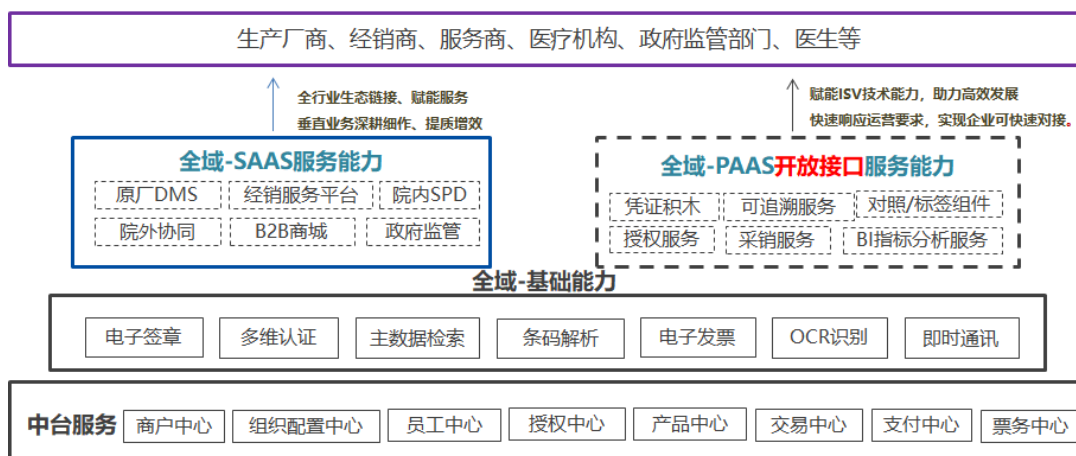 生产厂商、经销商、服务商、医疗机构、政府监管部门、医生等
全行业生态链接、赋能服务
垂直业务深耕细作、提质增效
赋能ISV技术能力，助力高效发展
快速响应运营要求，实现企业可快速对接。
全域-SAAS服务能力
原厂DMS 经销服务平台 院内SPD
院外协同 B2B商城 政府监管
全域-PAAS开放接口服务能力
凭证积木 可追溯服务 对照/标签组件
授权服务 采销服务 BI指标分析服务
全域-基础能力
电子签章 多维认证 主数据检索 条码解析 电子发票 OCR识别 即时通讯
中台服务 商户中心 组织配置中心 员工中心 授权中心 产品中心 交易中心 支付中心 票务中心